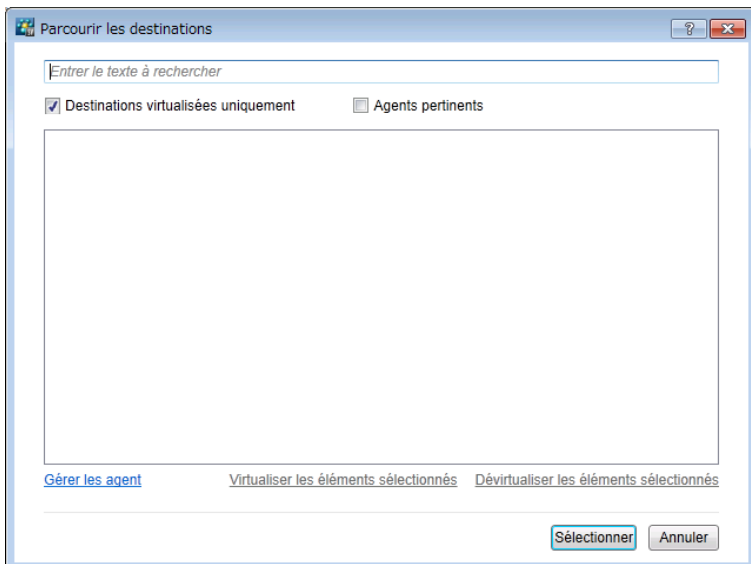 Parcourir les destinations
Entrer le texte à rechercher
Destinations virtualisées uniquement Agents pertinents
Gérer les agent Virtualiser les éléments sélectionnés Dévirtualiser les éléments sélectionnés
Sélectionner Annuler